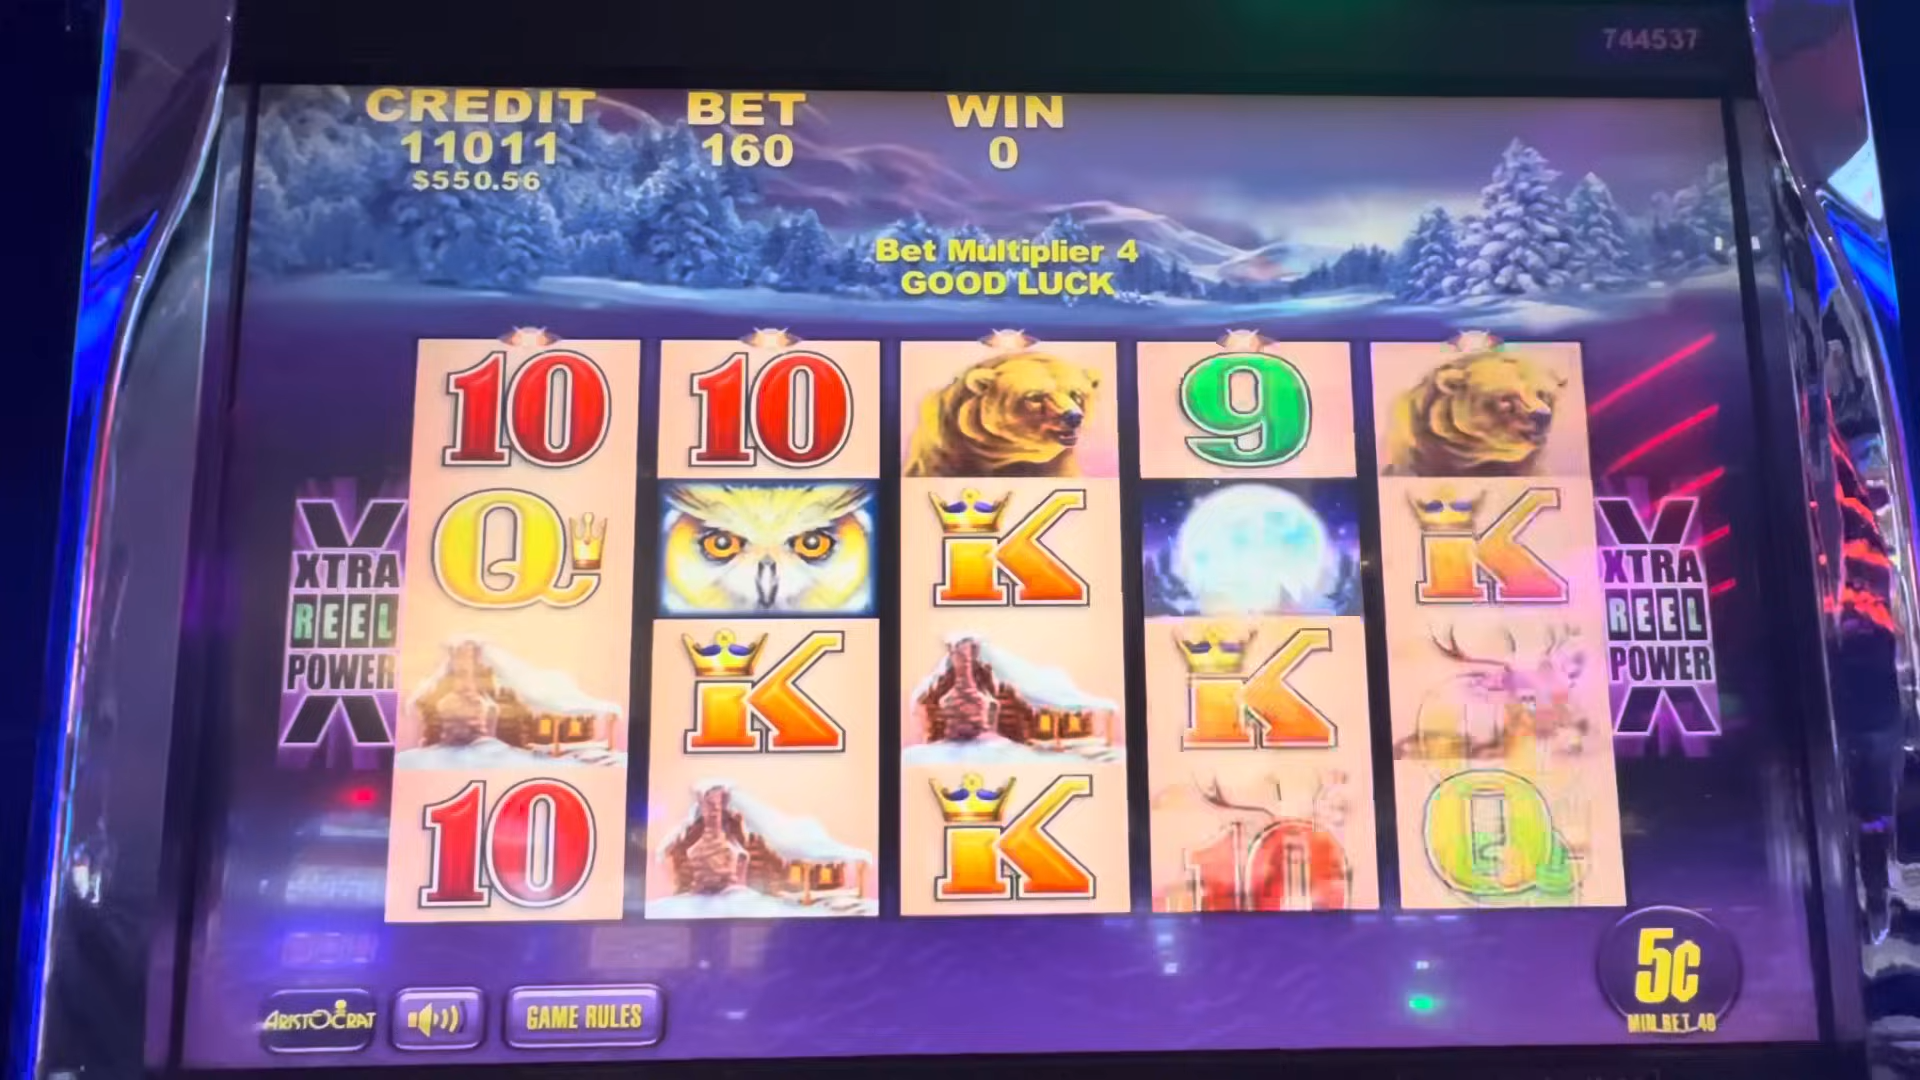 744537
CREDIT BET WIN
11011 160 0
$550.56
Bet Multiplier 4
GOOD LUCK
10 10 9
Q K K
K K
10 K 10 Q
XTRA
REEL
POWER
XTRA
REEL
POWER
ARISTOCRAT GAME RULES
5¢
MIN BET 40